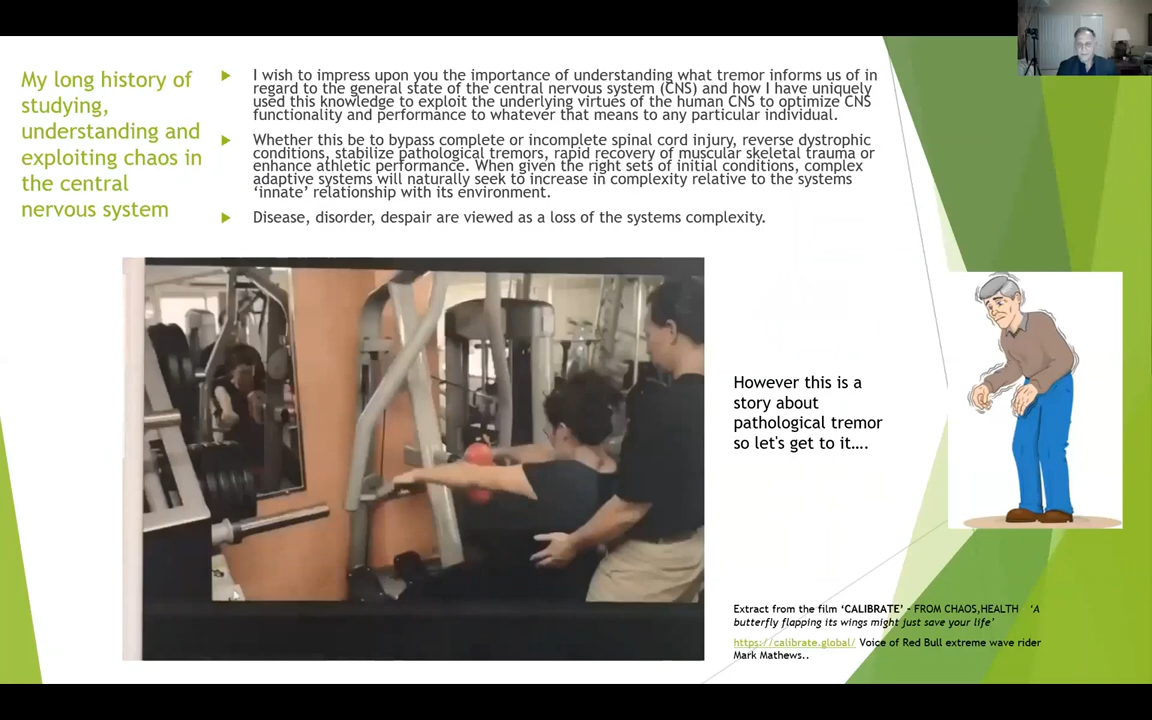 My long history of
studying,
understanding and
exploiting chaos in
the central
nervous system
I wish to impress upon you the importance of understanding what tremor informs us of in
regard to the general state of the central nervous system (CNS) and how I have uniquely
used this knowledge to exploit the underlying virtues of the human CNS to optimize CNS
functionality and performance to whatever that means to any particular individual.
Whether this be to bypass complete or incomplete spinal cord injury, reverse dystrophic
conditions, stabilize pathological tremors, rapid recovery of muscular skeletal trauma or
enhance athletic performance. When given the right sets of initial conditions, complex
adaptive systems will naturally seek to increase in complexity relative to the systems
‘innate’ relationship with its environment.
Disease, disorder, despair are viewed as a loss of the systems complexity.
However this is a
story about
pathological tremor
so let's get to it....
Extract from the film ‘CALIBRATE’ - FROM CHAOS,HEALTH ‘A
butterfly flapping its wings might just save your life’
https://calibrate.global/ Voice of Red Bull extreme wave rider
Mark Mathews..